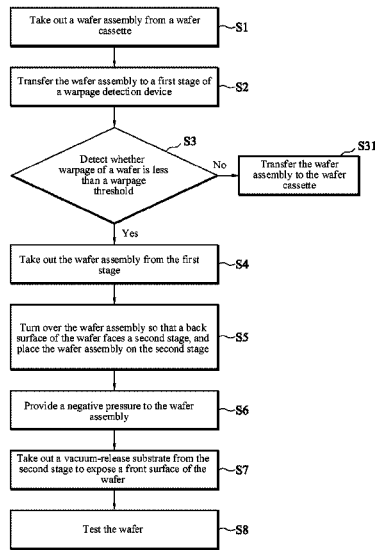 Take out a wafer assembly from a wafer
cassette
S1
Transfer the wafer assembly to a first stage of
a warpage detection device
S2
S3
Detect whether
warpage of a wafer is less
than a warpage
threshold
No
S31
Transfer the wafer
assembly to the wafer
cassette
Yes
Take out the wafer assembly from the first
stage
S4
Turn over the wafer assembly so that a back
surface of the wafer faces a second stage, and
place the wafer assembly on the second stage
S5
Provide a negative pressure to the wafer
assembly
S6
Take out a vacuum-release substrate from the
second stage to expose a front surface of the
wafer
S7
Test the wafer
S8